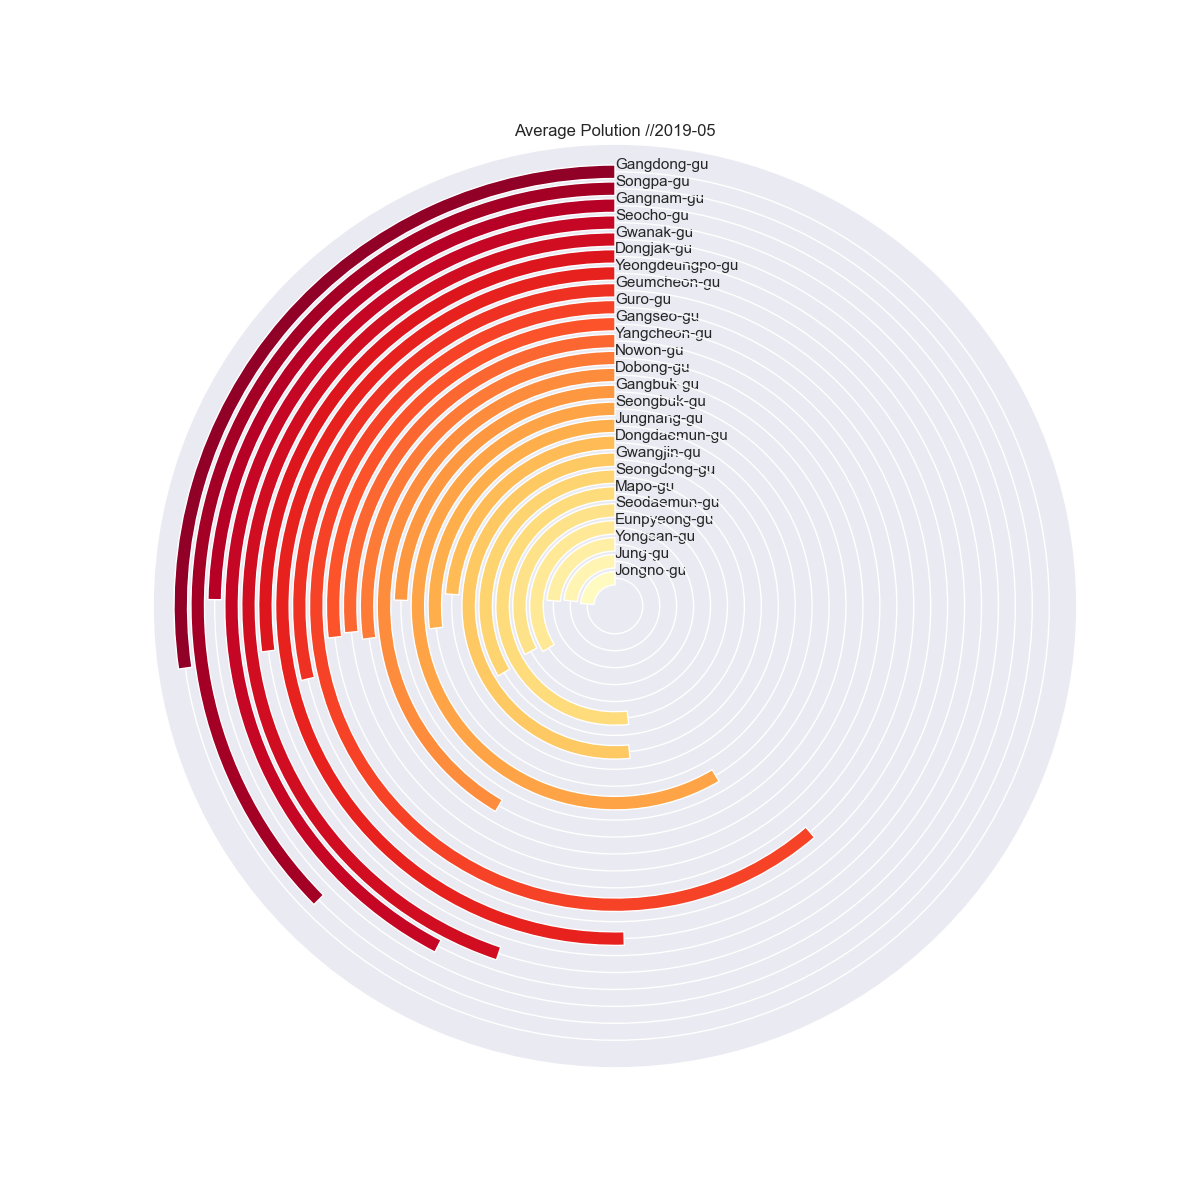 Average Polution //2019-05
Gangdong-gu
Songpa-gu
Gangnam-gu
Seocho-gu
Gwanak-gu
Dongjak-gu
Yeongdeungpo-gu
Geumcheon-gu
Guro-gu
Gangseo-gu
Yangcheon-gu
Nowon-gu
Dobong-gu
Gangbuk-gu
Seongbuk-gu
Jungnang-gu
Dongdaemun-gu
Gwangjin-gu
Seongdong-gu
Mapo-gu
Seodaemun-gu
Eunpyeong-gu
Yongsan-gu
Jung-gu
Jongno-gu